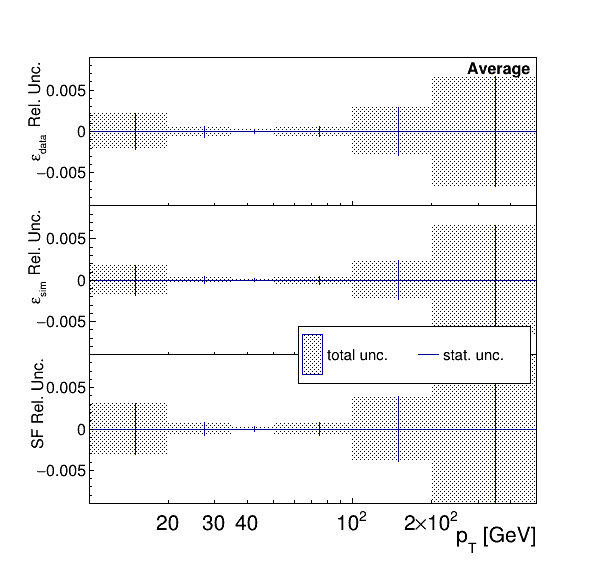 Average
ε_data Rel. Unc.
0.005
0
−0.005
ε_sim Rel. Unc.
0.005
0
−0.005
total unc.
stat. unc.
SF Rel. Unc.
0.005
0
−0.005
20 30 40 10² 2×10²
p_T [GeV]